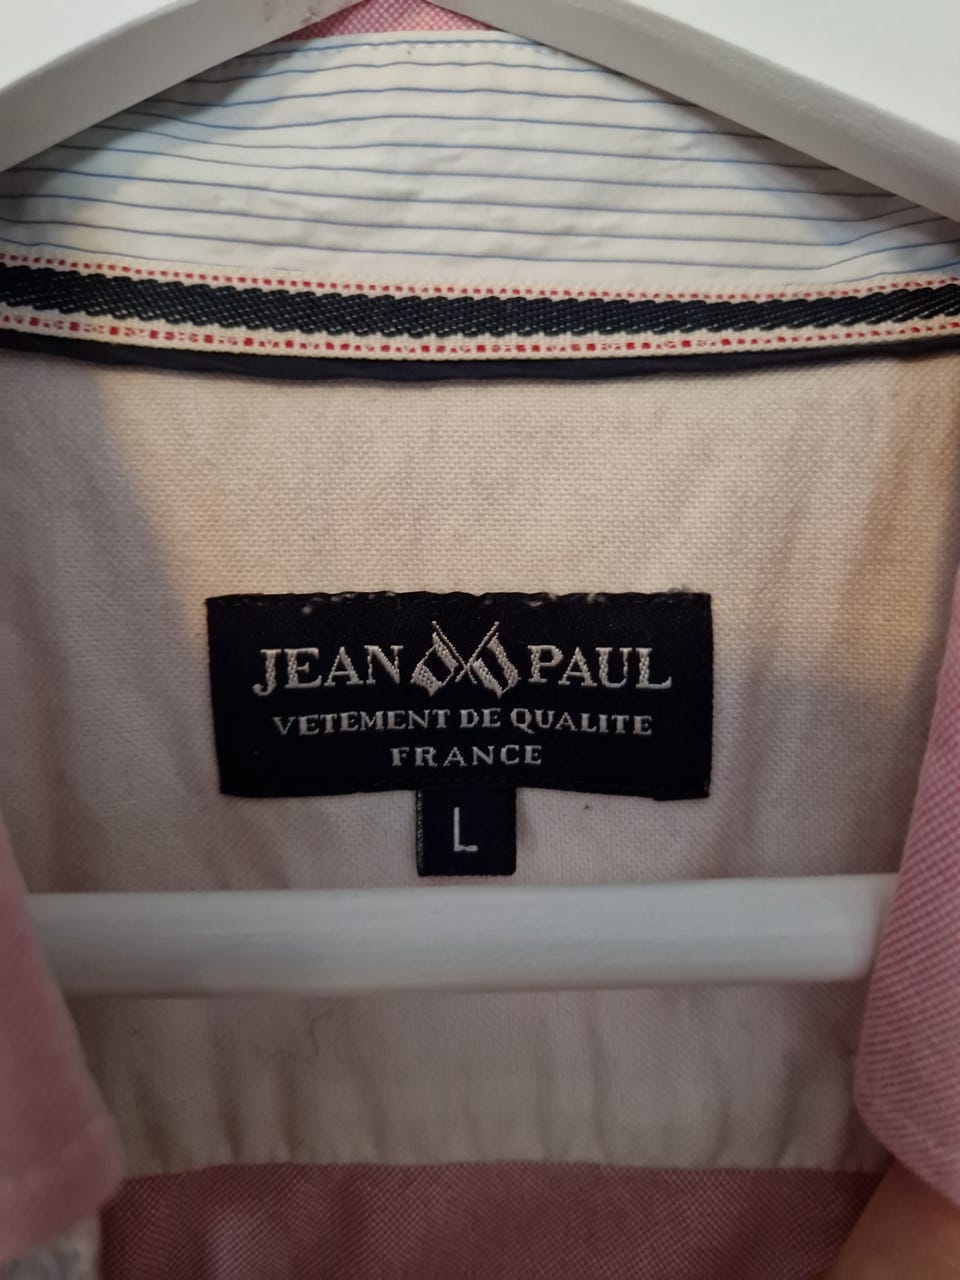 JEAN PAUL
VETEMENT DE QUALITE
FRANCE
L